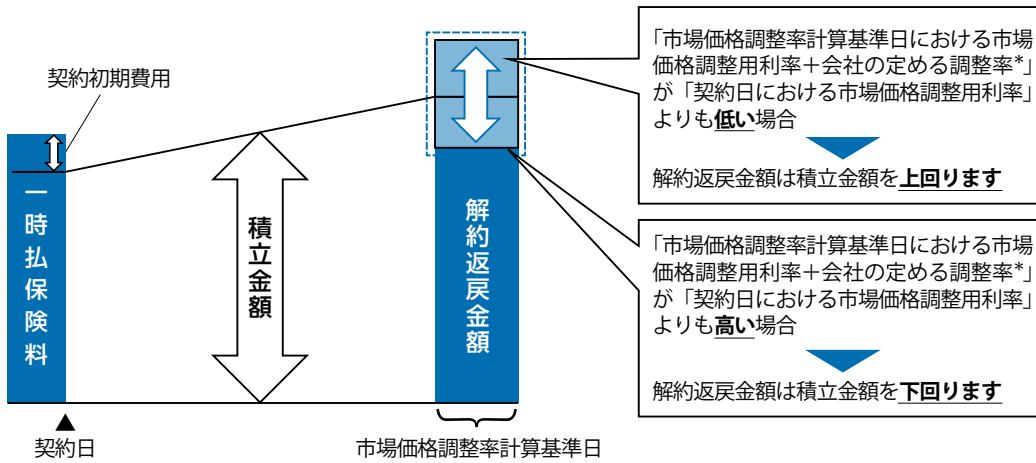 契約初期費用
一時払保険料
積立金額
解約返戻金額
契約日
市場価格調整率計算基準日
「市場価格調整率計算基準日における市場
価格調整用利率＋会社の定める調整率*」
が「契約日における市場価格調整用利率」
よりも低い場合
解約返戻金額は積立金額を上回ります
「市場価格調整率計算基準日における市場
価格調整用利率＋会社の定める調整率*」
が「契約日における市場価格調整用利率」
よりも高い場合
解約返戻金額は積立金額を下回ります